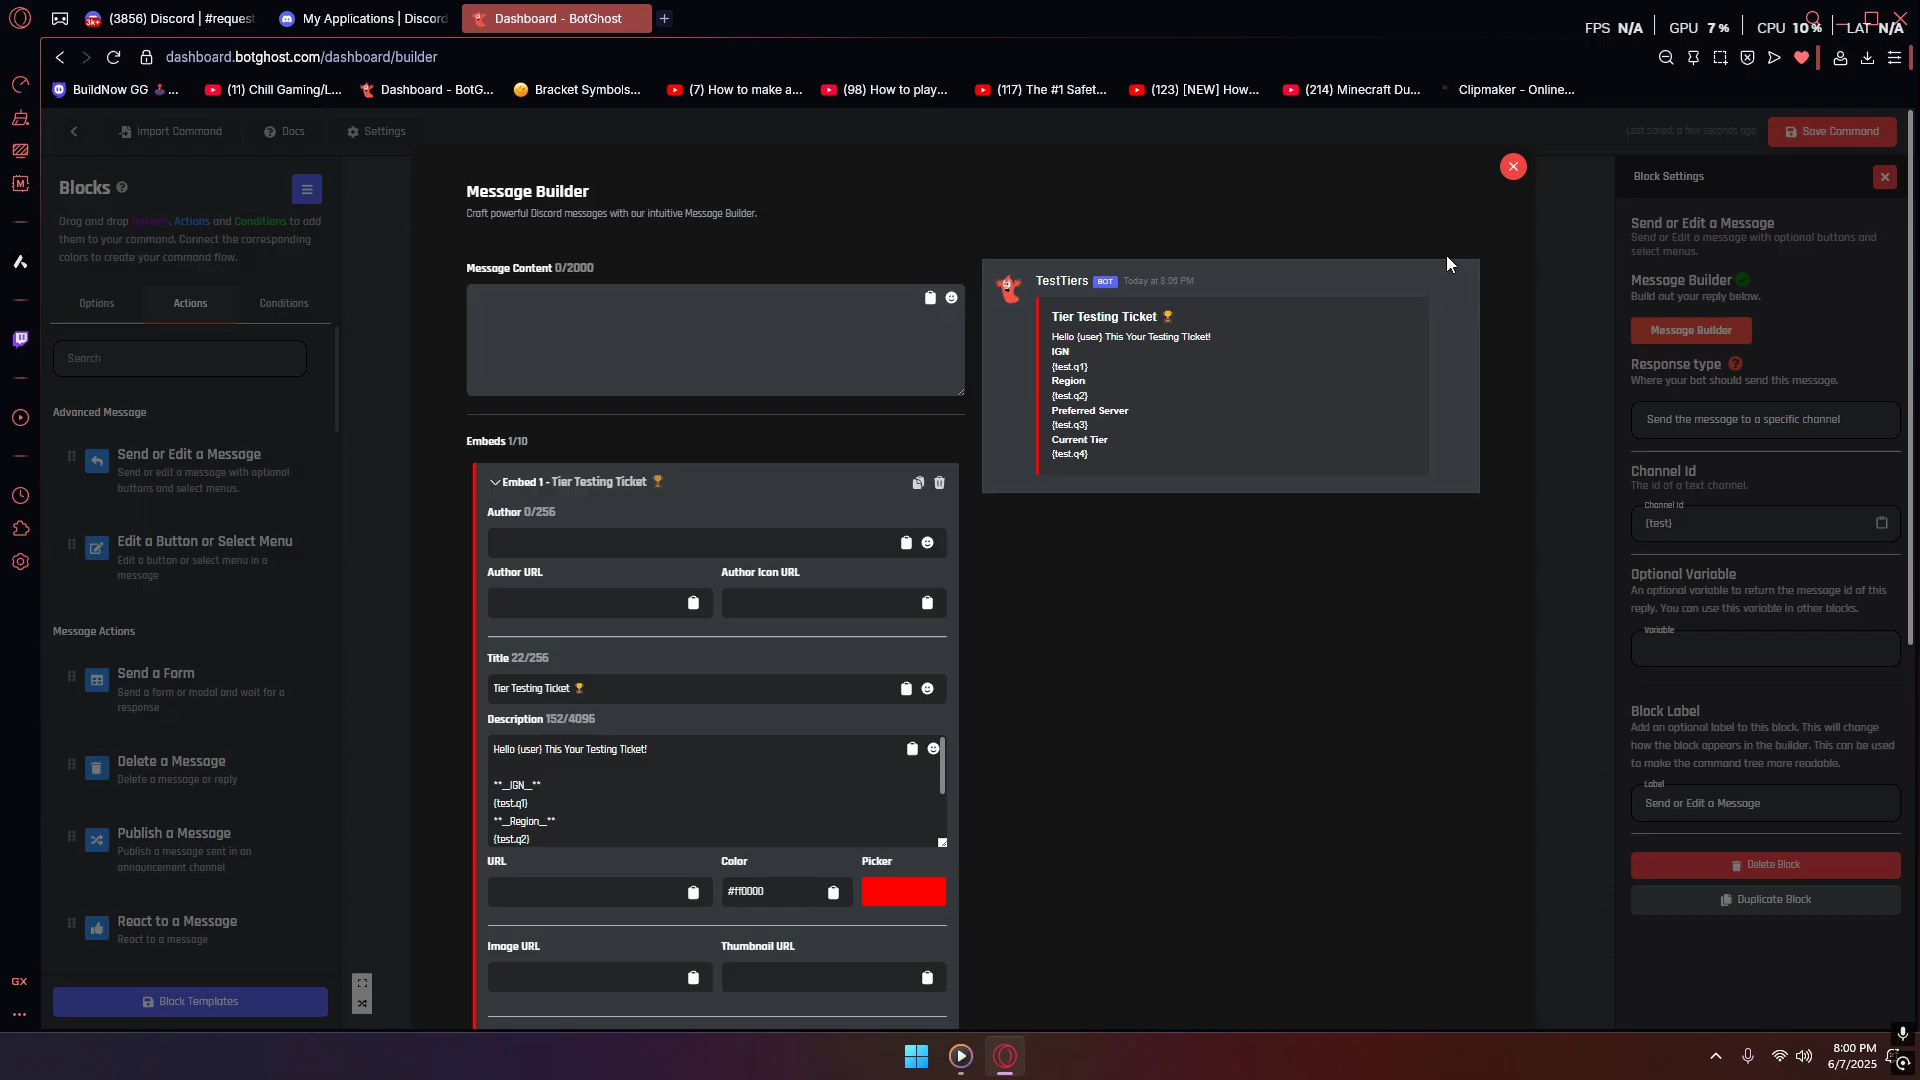 (3856) Discord | #request
My Applications | Discord
Dashboard - BotGhost
FPS N/A
GPU 7 %
CPU 10 %
LAT N/A
dashboard.botghost.com/dashboard/builder
BuildNow GG 🕹️ ...
(11) Chill Gaming/L...
Dashboard - BotG...
Bracket Symbols...
(7) How to make a...
(98) How to play...
(117) The #1 Safet...
(123) [NEW] How...
(214) Minecraft Du...
Clipmaker - Online...
Import Command
Docs
Settings
Last saved: a few seconds ago
Save Command
Blocks
Drag and drop Options, Actions and Conditions to add
them to your command. Connect the corresponding
colors to create your command flow.
Options
Actions
Conditions
Search
Advanced Message
Send or Edit a Message
Send or edit a message with optional
buttons and select menus.
Edit a Button or Select Menu
Edit a button or select menu in a
message
Message Actions
Send a Form
Send a form or modal and wait for a
response
Delete a Message
Delete a message or reply
Publish a Message
Publish a message sent in an
announcement channel
React to a Message
React to a message
Block Templates
GX
Message Builder
Craft powerful Discord messages with our intuitive Message Builder.
Message Content 0/2000
Embeds 1/10
Embed 1 - Tier Testing Ticket 🏆
Author 0/256
Author URL
Author Icon URL
Title 22/256
Tier Testing Ticket 🏆
Description 152/4096
Hello {user} This Your Testing TIcket!
**__IGN__**
{test.q1}
**__Region__**
{test.q2}
URL
Color
Picker
#ff0000
Image URL
Thumbnail URL
TestTiers
BOT
Today at 8:06 PM
Tier Testing Ticket 🏆
Hello {user} This Your Testing TIcket!
IGN
{test.q1}
Region
{test.q2}
Preferred Server
{test.q3}
Current Tier
{test.q4}
Block Settings
Send or Edit a Message
Send or Edit a message with optional buttons and
select menus.
Message Builder
Build out your reply below.
Message Builder
Response type
Where your bot should send this message.
Send the message to a specific channel
Channel Id
The id of a text channel.
Channel Id
{test}
Optional Variable
An optional variable to return the message id of this
reply. You can use this variable in other blocks.
Variable
Block Label
Add an optional label to this block. This will change
how the block appears in the builder. This can be used
to make the command tree more readable.
Label
Send or Edit a Message
Delete Block
Duplicate Block
8:00 PM
6/7/2025